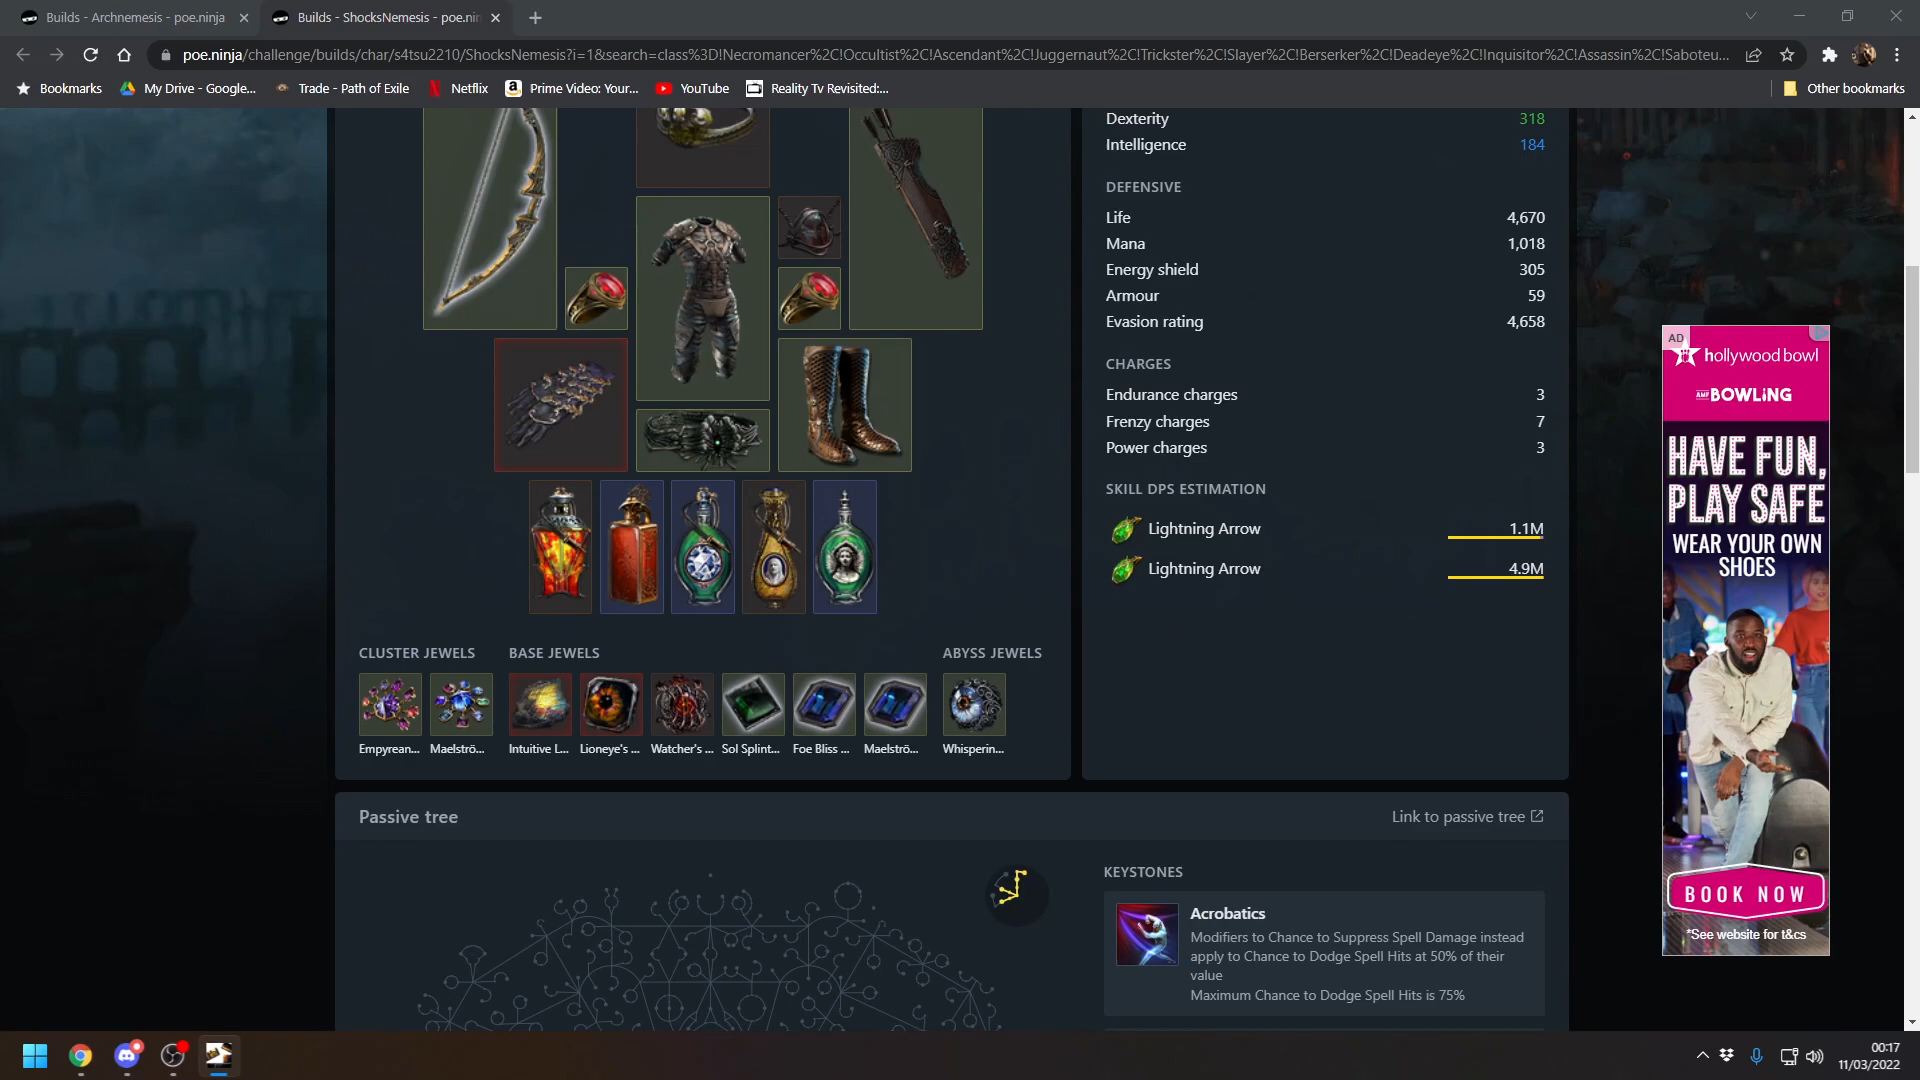 Builds - Archnemesis - poe.ninja
Builds - ShocksNemesis - poe.nin
poe.ninja/challenge/builds/char/s4tsu2210/ShocksNemesis?i=1&search=class%3D!Necromancer%2C!Occultist%2C!Ascendant%2C!Juggernaut%2C!Trickster%2C!Slayer%2C!Berserker%2C!Deadeye%2C!Inquisitor%2C!Assassin%2C!Saboteu...
Bookmarks
My Drive - Google...
Trade - Path of Exile
Netflix
Prime Video: Your...
YouTube
Reality Tv Revisited:...
Other bookmarks
Dexterity 318
Intelligence 184
DEFENSIVE
Life 4,670
Mana 1,018
Energy shield 305
Armour 59
Evasion rating 4,658
CHARGES
Endurance charges 3
Frenzy charges 7
Power charges 3
SKILL DPS ESTIMATION
Lightning Arrow 1.1M
Lightning Arrow 4.9M
CLUSTER JEWELS
BASE JEWELS
ABYSS JEWELS
Empyrean...
Maelströ...
Intuitive L...
Lioneye's ...
Watcher's ...
Sol Splint...
Foe Bliss ...
Maelströ...
Whisperin...
Passive tree
Link to passive tree
KEYSTONES
Acrobatics
Modifiers to Chance to Suppress Spell Damage instead
apply to Chance to Dodge Spell Hits at 50% of their
value
Maximum Chance to Dodge Spell Hits is 75%
AD
hollywood bowl
AMF BOWLING
HAVE FUN,
PLAY SAFE
WEAR YOUR OWN
SHOES
BOOK NOW
*See website for t&cs
00:17
11/03/2022